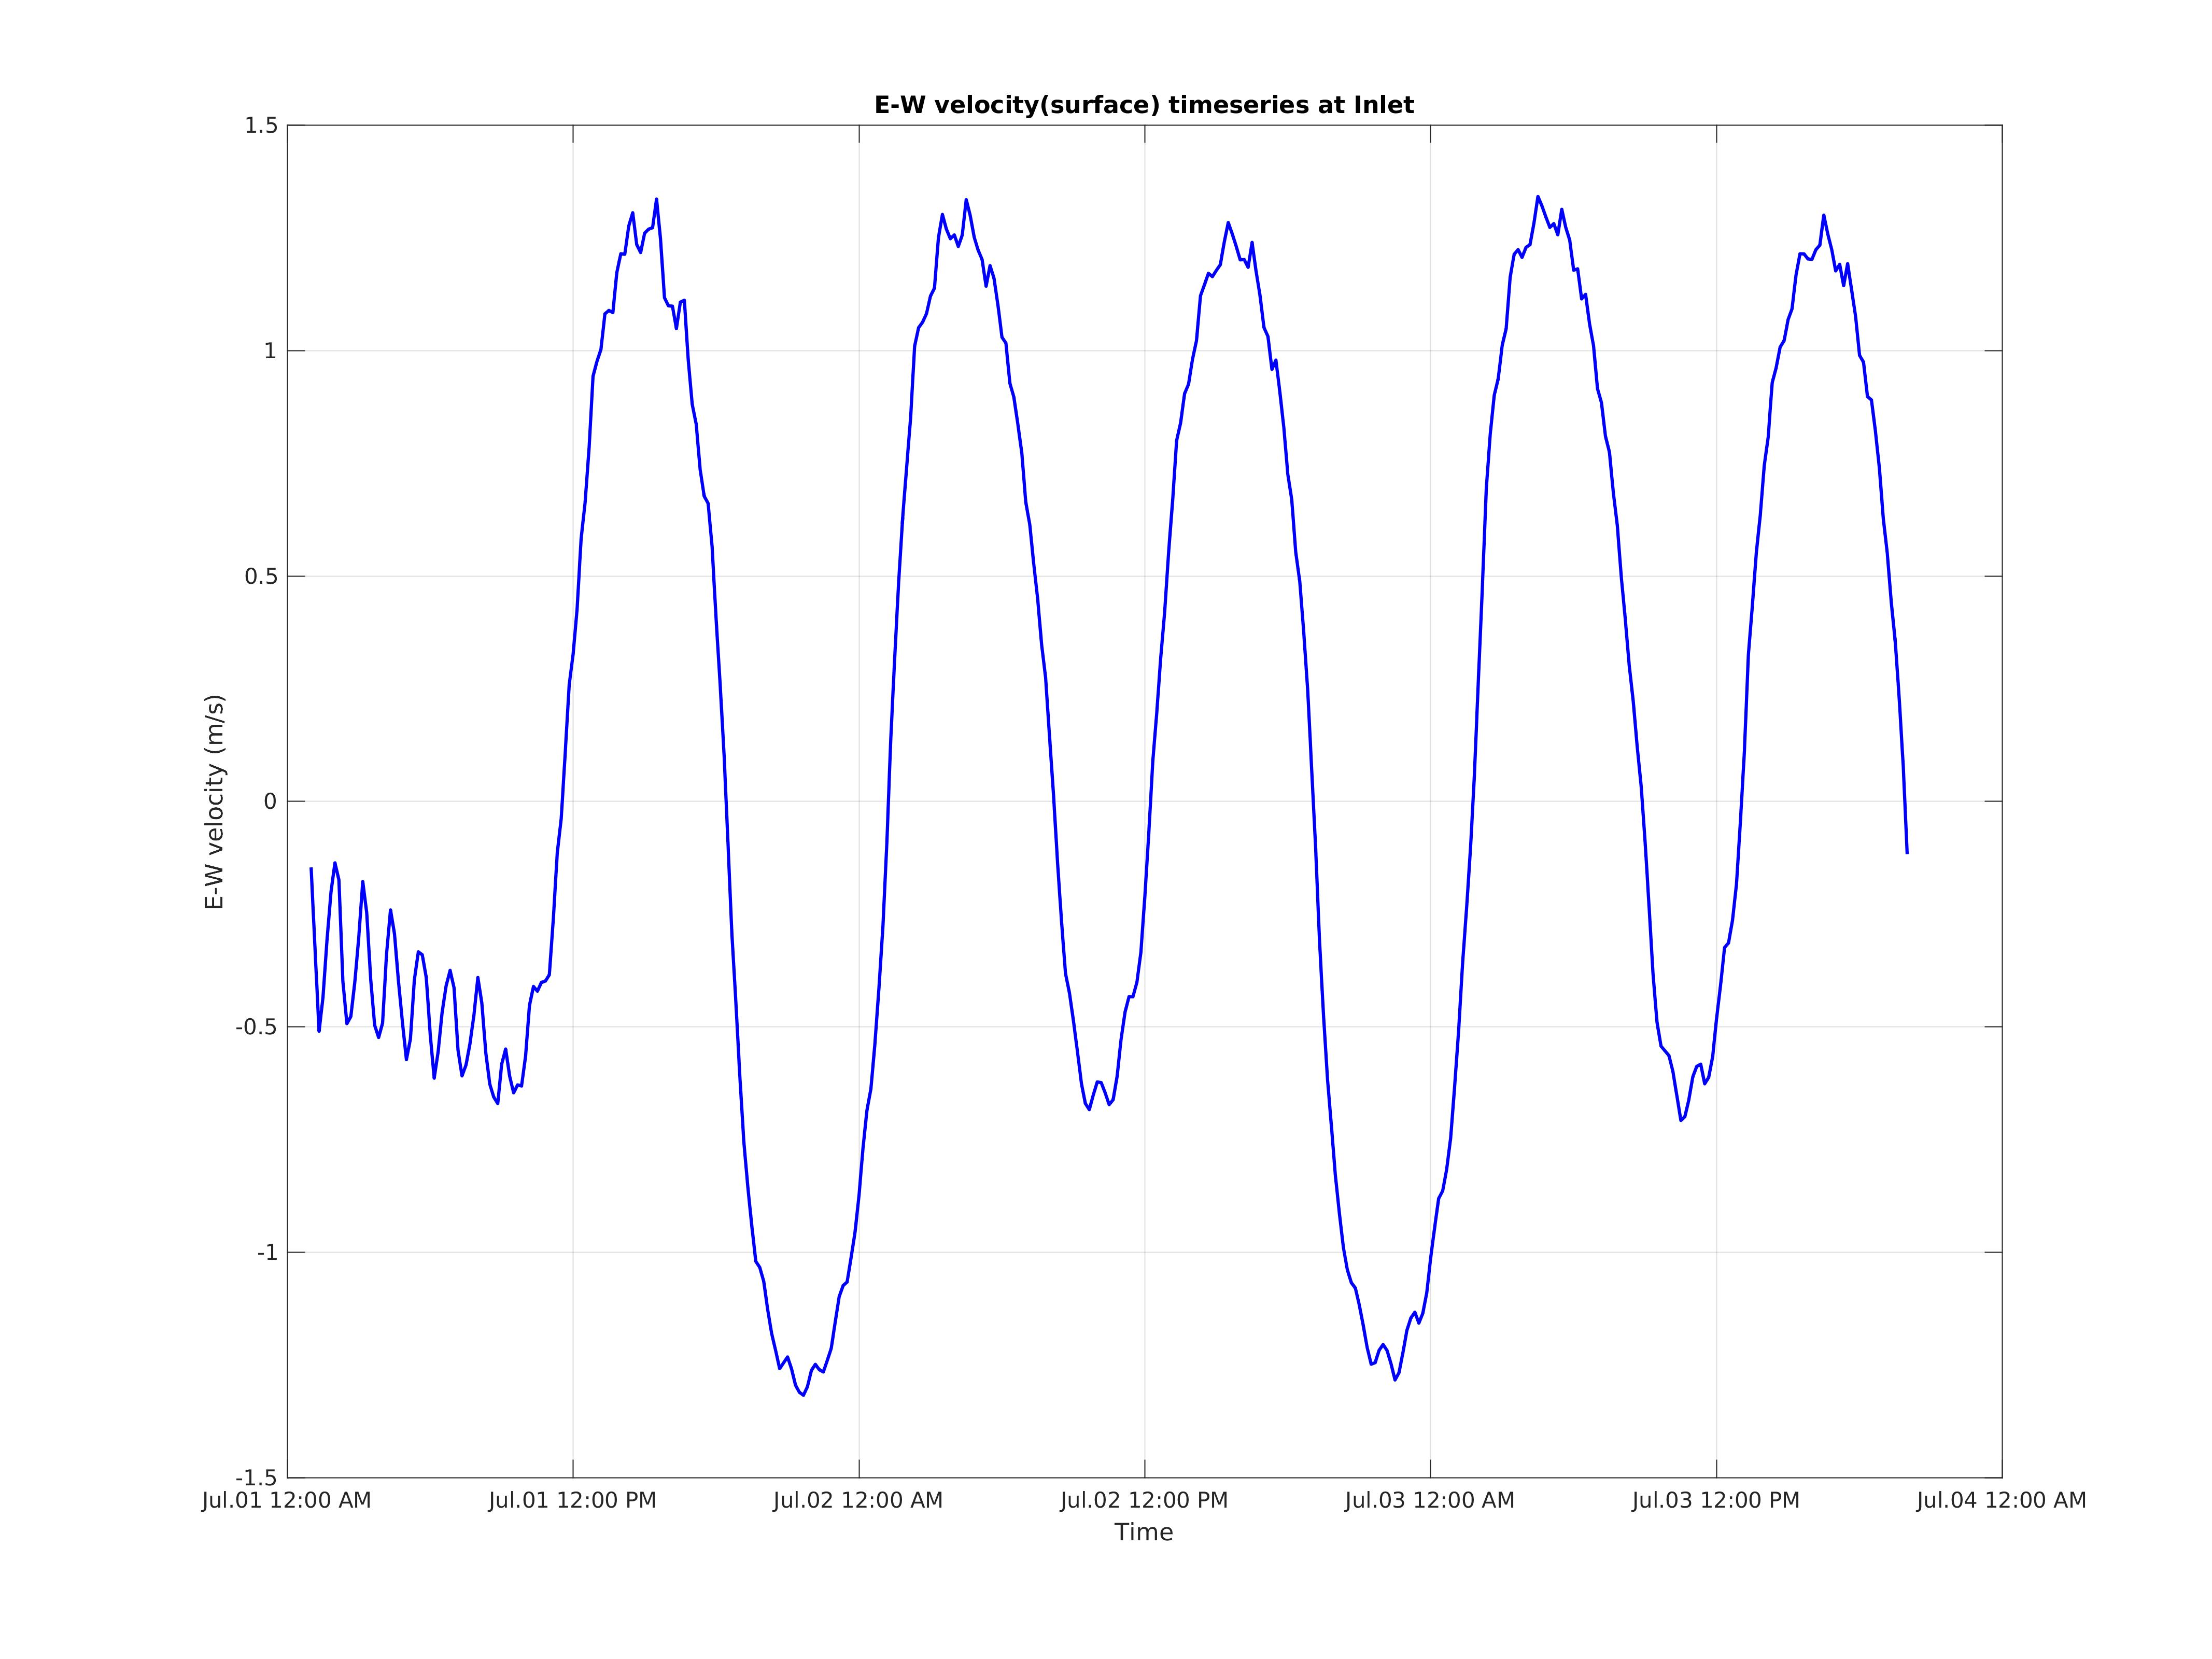 E-W velocity(surface) timeseries at Inlet
1.5
1
0.5
0
-0.5
-1
-1.5
E-W velocity (m/s)
Jul.01 12:00 AM
Jul.01 12:00 PM
Jul.02 12:00 AM
Jul.02 12:00 PM
Jul.03 12:00 AM
Jul.03 12:00 PM
Jul.04 12:00 AM
Time